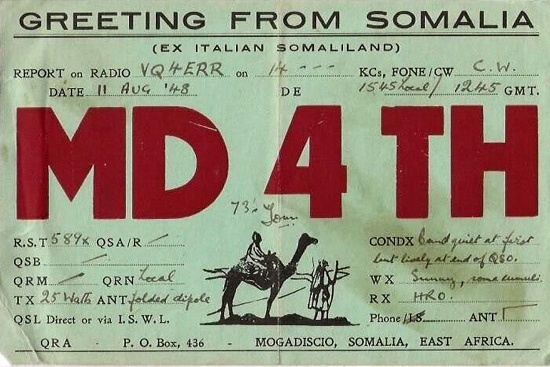 GREETING FROM SOMALIA
(EX ITALIAN SOMALILAND)
REPORT on RADIO VQ4ERR on 14 --- KCs, FONE/CW C.W.
DATE 11 AUG '48 DE 1545 Local / 1245 GMT.
MD 4 TH
73's
R.S.T 589x QSA/R / CONDX Band quiet at first
QSB / but lively at end of QSO.
QRM / QRN Local WX Sunny, some cumuli.
TX 25 Watts ANT folded dipole RX HRO.
QSL Direct or via I.S.W.L. Phone/LS ANT
QRA - P. O. Box, 436 - MOGADISCIO, SOMALIA, EAST AFRICA.